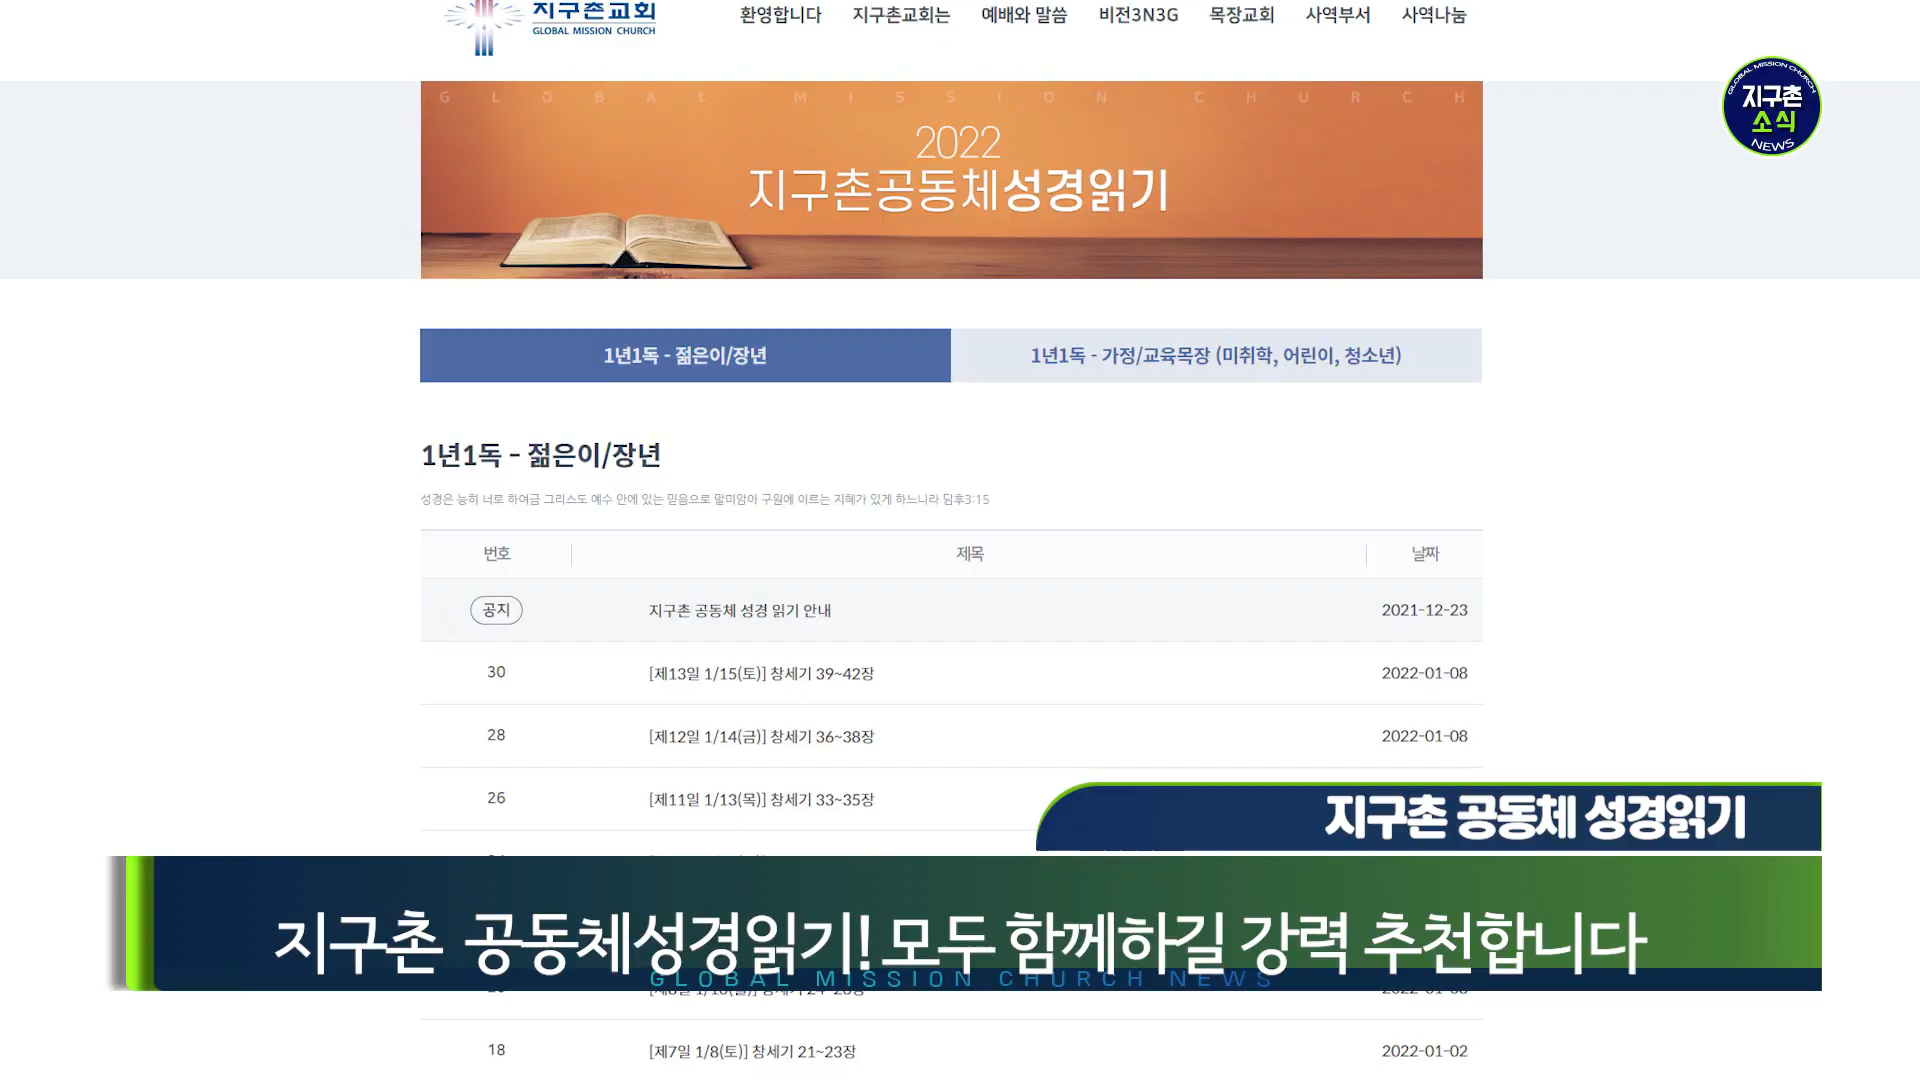 지구촌교회
GLOBAL MISSION CHURCH
환영합니다 지구촌교회는 예배와 말씀 비전3N3G 목장교회 사역부서 사역나눔
GLOBAL MISSION CHURCH
지구촌
소식
NEWS
GLOBAL MISSION CHURCH
2022
지구촌공동체성경읽기
1년1독 - 젊은이/장년
1년1독 - 가정/교육목장 (미취학, 어린이, 청소년)
1년1독 - 젊은이/장년
성경은 능히 너로 하여금 그리스도 예수 안에 있는 믿음으로 말미암아 구원에 이르는 지혜가 있게 하느니라 딤후3:15
번호 제목 날짜
공지 지구촌 공동체 성경 읽기 안내 2021-12-23
30 [제13일 1/15(토)] 창세기 39~42장 2022-01-08
28 [제12일 1/14(금)] 창세기 36~38장 2022-01-08
26 [제11일 1/13(목)] 창세기 33~35장
지구촌 공동체 성경읽기
지구촌 공동체성경읽기! 모두 함께하길 강력 추천합니다
GLOBAL MISSION CHURCH NEWS
18 [제7일 1/8(토)] 창세기 21~23장 2022-01-02